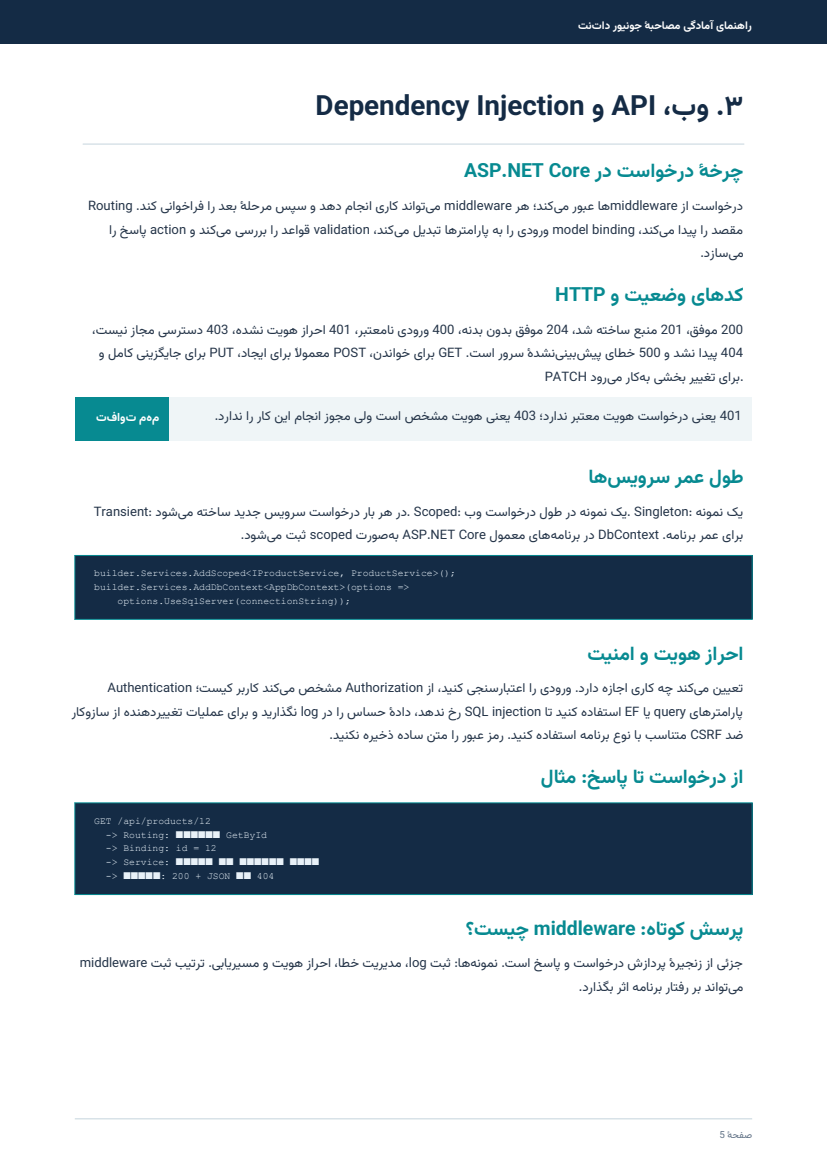 راهنمای آمادگی مصاحبهٔ جونیور دات‌نت
۳. وب، API و Dependency Injection
چرخهٔ درخواست در ASP.NET Core
درخواست از middlewareها عبور می‌کند؛ هر middleware می‌تواند کاری انجام دهد و سپس مرحلهٔ بعد را فراخوانی کند. Routing
مقصد را پیدا می‌کند، model binding ورودی را به پارامترها تبدیل می‌کند، validation قواعد را بررسی می‌کند و action پاسخ را
می‌سازد.
کدهای وضعیت و HTTP
200 موفق، 201 منبع ساخته شد، 204 موفق بدون بدنه، 400 ورودی نامعتبر، 401 احراز هویت نشده، 403 دسترسی مجاز نیست،
404 پیدا نشد و 500 خطای پیش‌بینی‌نشدهٔ سرور است. GET برای خواندن، POST معمولاً برای ایجاد، PUT برای جایگزینی کامل و
.برای تغییر بخشی به‌کار می‌رود PATCH
401 یعنی درخواست هویت معتبر ندارد؛ 403 یعنی هویت مشخص است ولی مجوز انجام این کار را ندارد.
مهم تفاوت
طول عمر سرویس‌ها
یک نمونه :Singleton .یک نمونه در طول درخواست وب :Scoped .در هر بار درخواست سرویس جدید ساخته می‌شود :Transient
برای عمر برنامه. DbContext در برنامه‌های معمول ASP.NET Core به‌صورت scoped ثبت می‌شود.
builder.Services.AddScoped<IProductService, ProductService>();
builder.Services.AddDbContext<AppDbContext>(options =>
options.UseSqlServer(connectionString));
احراز هویت و امنیت
تعیین می‌کند چه کاری اجازه دارد. ورودی را اعتبارسنجی کنید، از Authorization مشخص می‌کند کاربر کیست؛ Authentication
پارامترهای query یا EF استفاده کنید تا SQL injection رخ ندهد، دادهٔ حساس را در log نگذارید و برای عملیات تغییردهنده از سازوکار
ضد CSRF متناسب با نوع برنامه استفاده کنید. رمز عبور را متن ساده ذخیره نکنید.
از درخواست تا پاسخ: مثال
GET /api/products/12
-> Routing: ■■■■■■ GetById
-> Binding: id = 12
-> Service: ■■■■■ ■■ ■■■■■■ ■■■■
-> ■■■■■: 200 + JSON ■■ 404
پرسش کوتاه: middleware چیست؟
جزئی از زنجیرهٔ پردازش درخواست و پاسخ است. نمونه‌ها: ثبت log، مدیریت خطا، احراز هویت و مسیریابی. ترتیب ثبت middleware
می‌تواند بر رفتار برنامه اثر بگذارد.
صفحهٔ 5